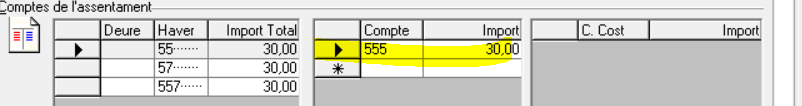 Comptes de l'assentament
Deure Haver Import Total Compte Import C. Cost Import
55······ 30,00 555 30,00
57······ 30,00 *
557······ 30,00